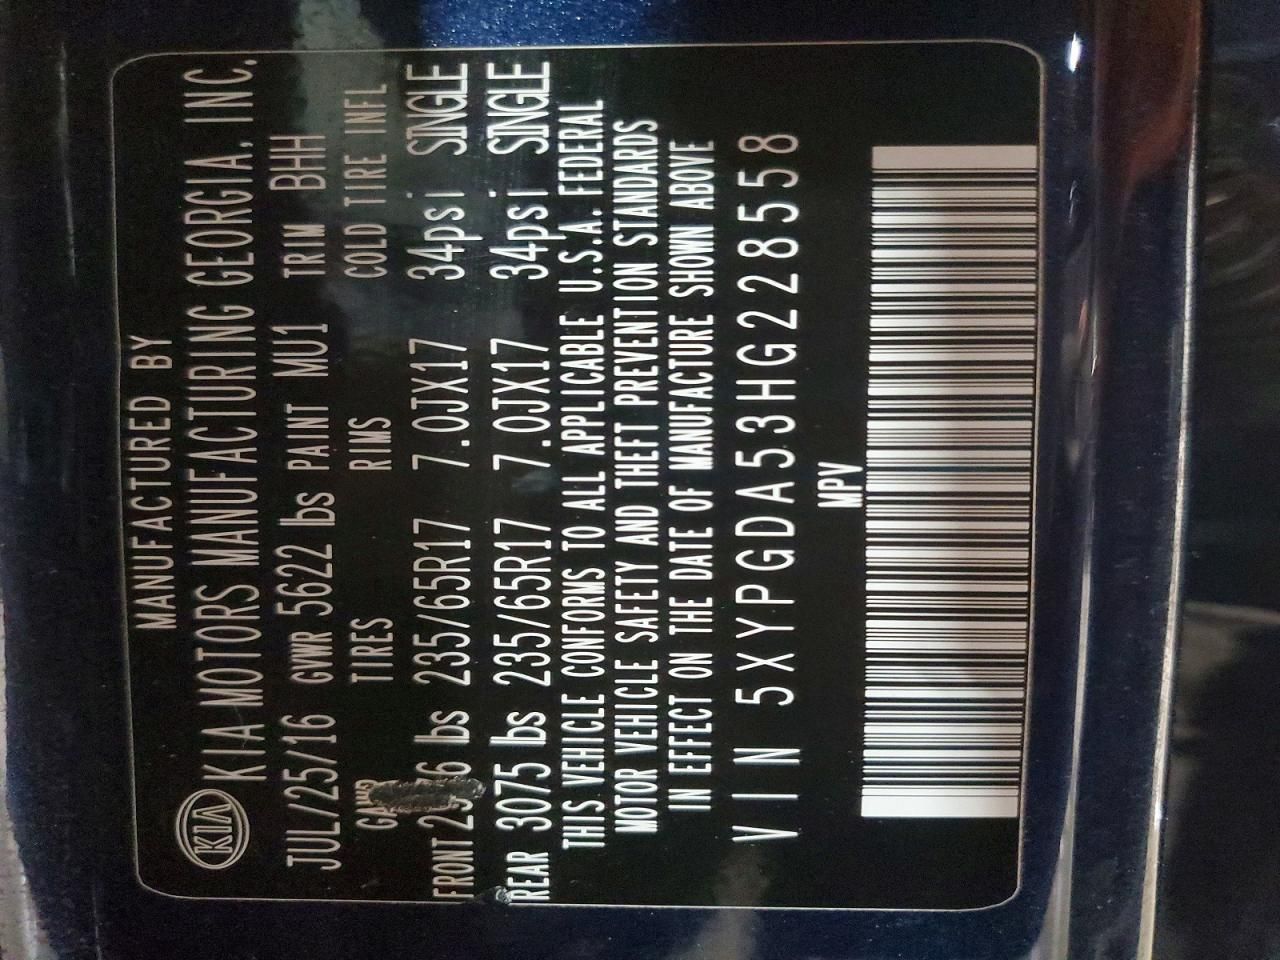 MANUFACTURED BY
KIA KIA MOTORS MANUFACTURING GEORGIA, INC.
JUL/25/16 GVWR 5622 lbs PAINT MU1 TRIM BHH
TIRES RIMS COLD TIRE INFL
FRONT lbs 235/65R17 7.0JX17 34psi SINGLE
REAR 3075 lbs 235/65R17 7.0JX17 34psi SINGLE
THIS VEHICLE CONFORMS TO ALL APPLICABLE U.S.A. FEDERAL
MOTOR VEHICLE SAFETY AND THEFT PREVENTION STANDARDS
IN EFFECT ON THE DATE OF MANUFACTURE SHOWN ABOVE
VIN 5XYPGDA53HG228558
MPV